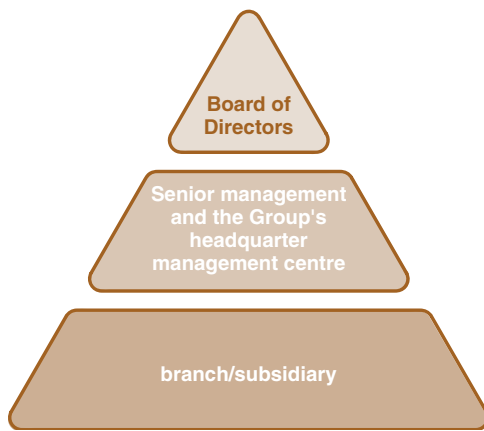 Board of
Directors
Senior management
and the Group's
headquarter
management centre
branch/subsidiary